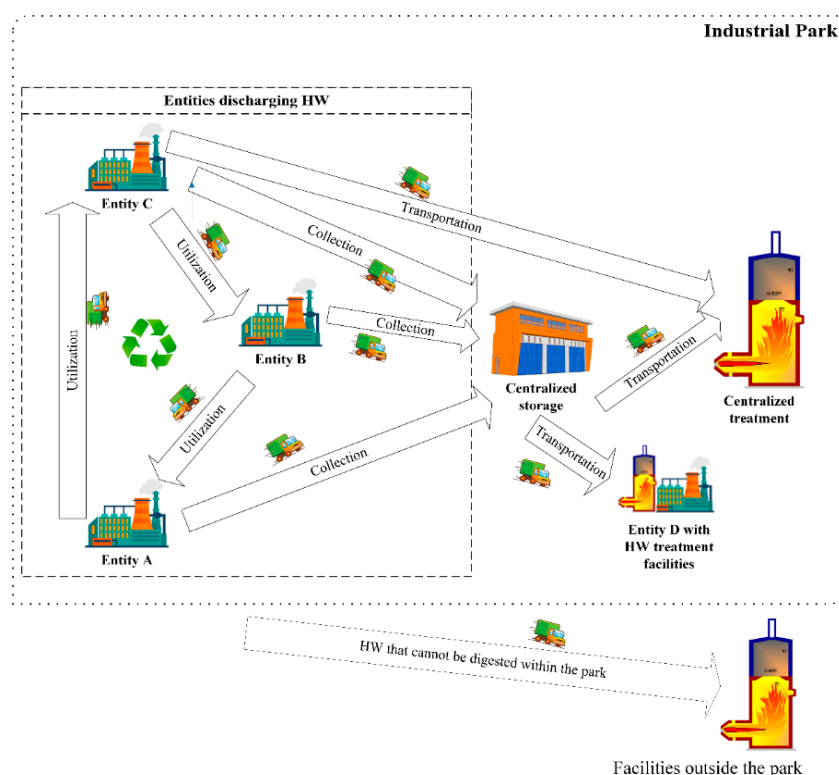 Industrial Park
Entities discharging HW
Entity C
Transportation
Collection
Utilization
Utilization
Collection
Entity B
Centralized
storage
Transportation
Centralized
treatment
Utilization
Collection
Transportation
Entity D with
HW treatment
facilities
Entity A
HW that cannot be digested within the park
Facilities outside the park